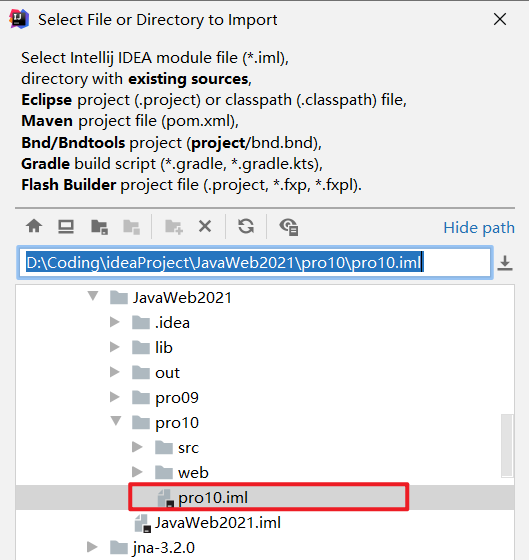 Select File or Directory to Import
Select Intellij IDEA module file (*.iml),
directory with existing sources,
Eclipse project (.project) or classpath (.classpath) file,
Maven project file (pom.xml),
Bnd/Bndtools project (project/bnd.bnd),
Gradle build script (*.gradle, *.gradle.kts),
Flash Builder project file (.project, *.fxp, *.fxpl).
Hide path
D:\Coding\ideaProject\JavaWeb2021\pro10\pro10.iml
JavaWeb2021
.idea
lib
out
pro09
pro10
src
web
pro10.iml
JavaWeb2021.iml
jna-3.2.0